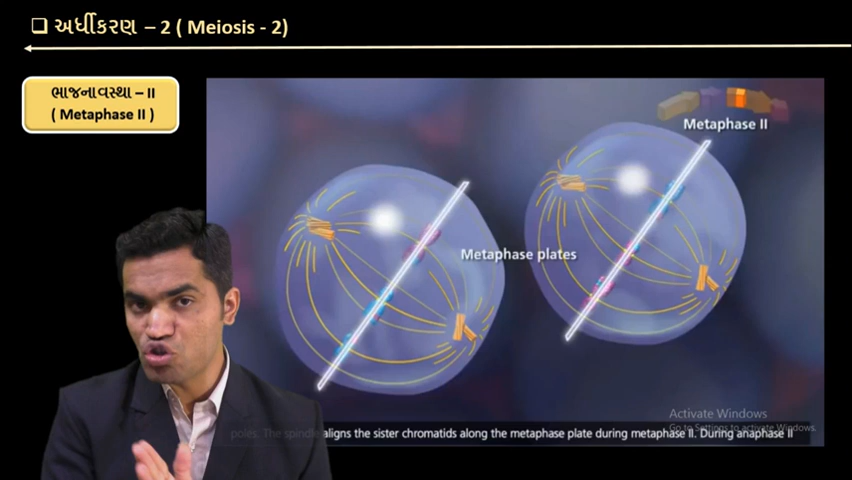 ❑ અર્ધીકરણ – 2 ( Meiosis - 2)
ભાજનાવસ્થા – II
( Metaphase II )
Metaphase II
Metaphase plates
Activate Windows
Go to Settings to activate Windows.
poles. The spindle aligns the sister chromatids along the metaphase plate during metaphase II. During anaphase II